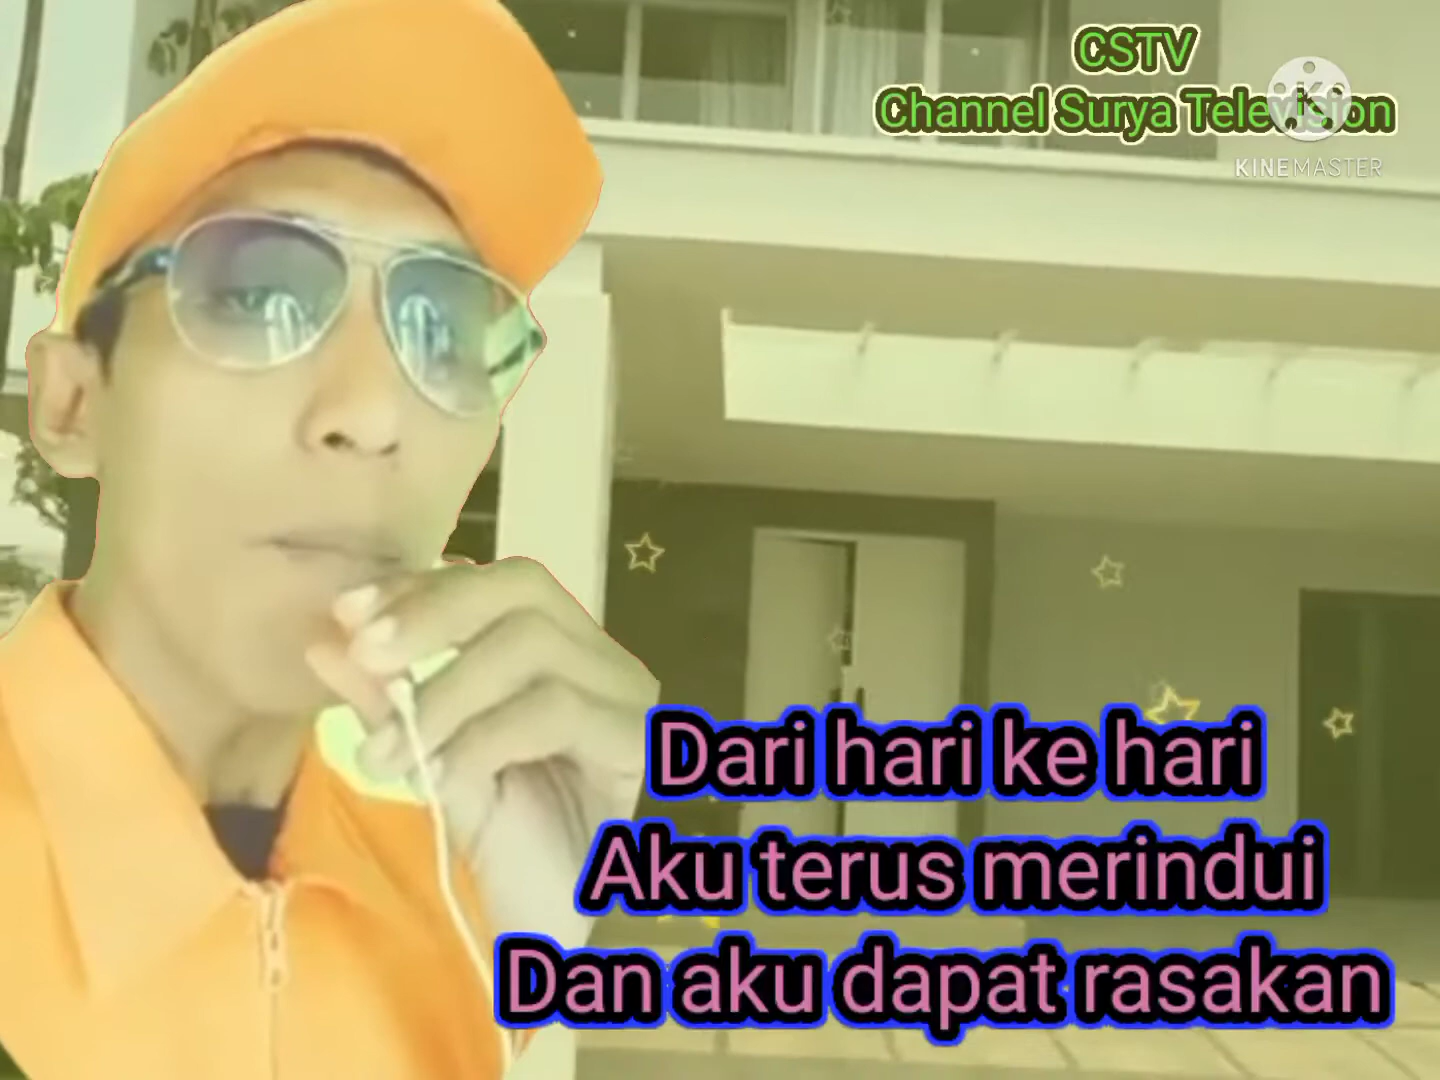 CSTV
Channel Surya Television
K
KINEMASTER
Dari hari ke hari
Aku terus merindui
Dan aku dapat rasakan